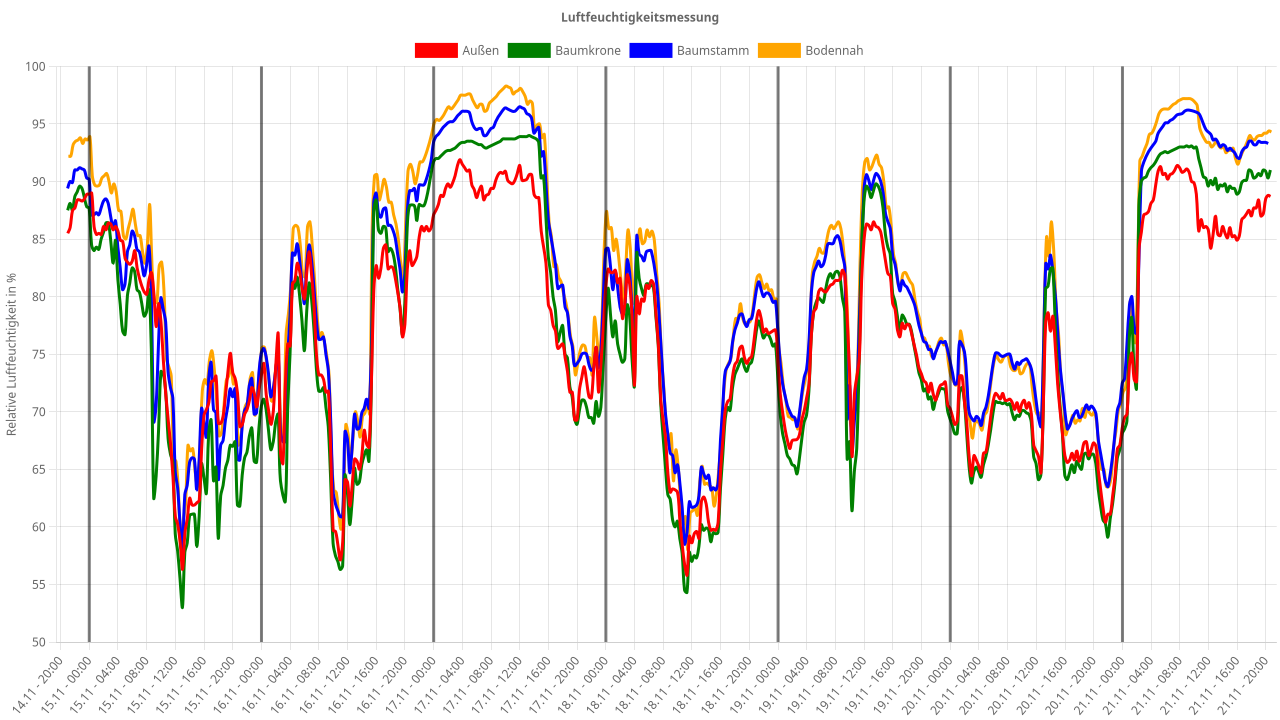 Luftfeuchtigkeitsmessung
Außen Baumkrone Baumstamm Bodennah
Relative Luftfeuchtigkeit in %
100
95
90
85
80
75
70
65
60
55
50
14.11 - 20:00
15.11 - 00:00
15.11 - 04:00
15.11 - 08:00
15.11 - 12:00
15.11 - 16:00
15.11 - 20:00
16.11 - 00:00
16.11 - 04:00
16.11 - 08:00
16.11 - 12:00
16.11 - 16:00
16.11 - 20:00
17.11 - 00:00
17.11 - 04:00
17.11 - 08:00
17.11 - 12:00
17.11 - 16:00
17.11 - 20:00
18.11 - 00:00
18.11 - 04:00
18.11 - 08:00
18.11 - 12:00
18.11 - 16:00
18.11 - 20:00
19.11 - 00:00
19.11 - 04:00
19.11 - 08:00
19.11 - 12:00
19.11 - 16:00
19.11 - 20:00
20.11 - 00:00
20.11 - 04:00
20.11 - 08:00
20.11 - 12:00
20.11 - 16:00
20.11 - 20:00
21.11 - 00:00
21.11 - 04:00
21.11 - 08:00
21.11 - 12:00
21.11 - 16:00
21.11 - 20:00